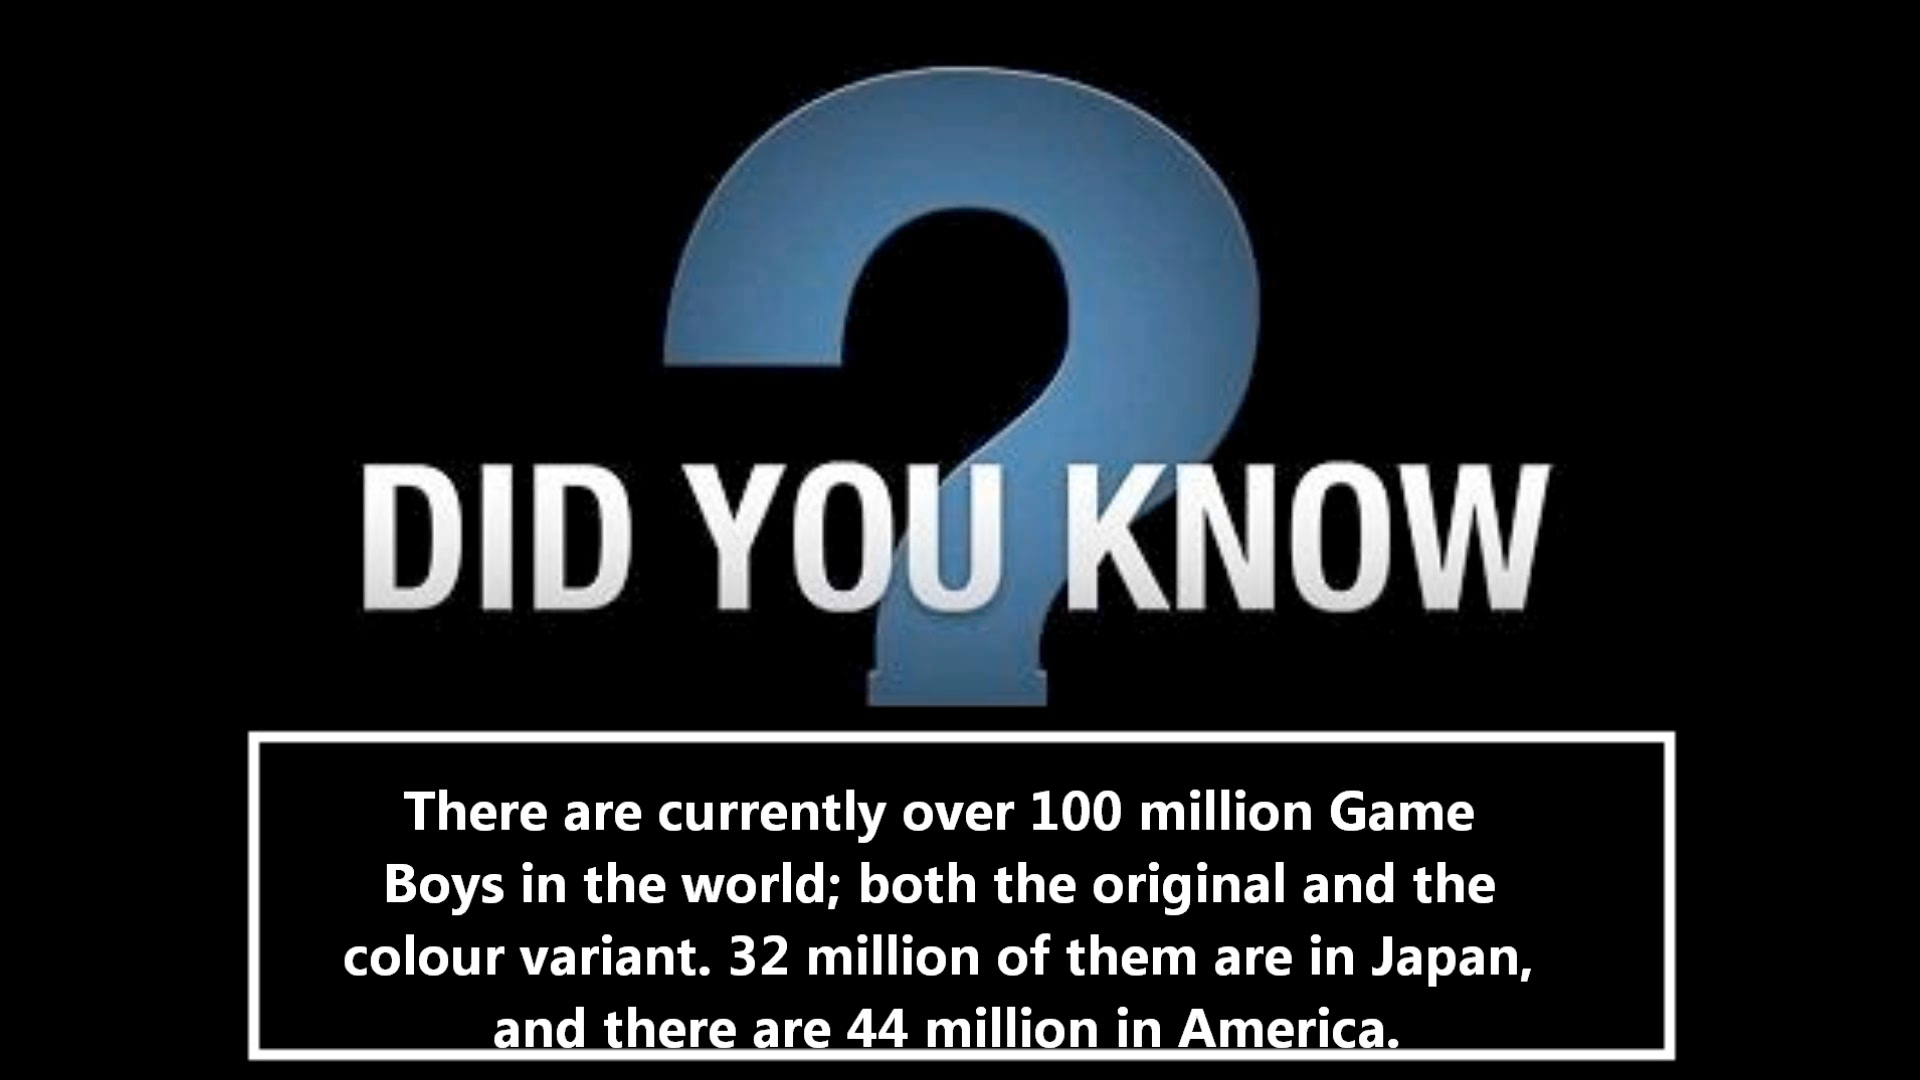 DID YOU KNOW
There are currently over 100 million Game
Boys in the world; both the original and the
colour variant. 32 million of them are in Japan,
and there are 44 million in America.